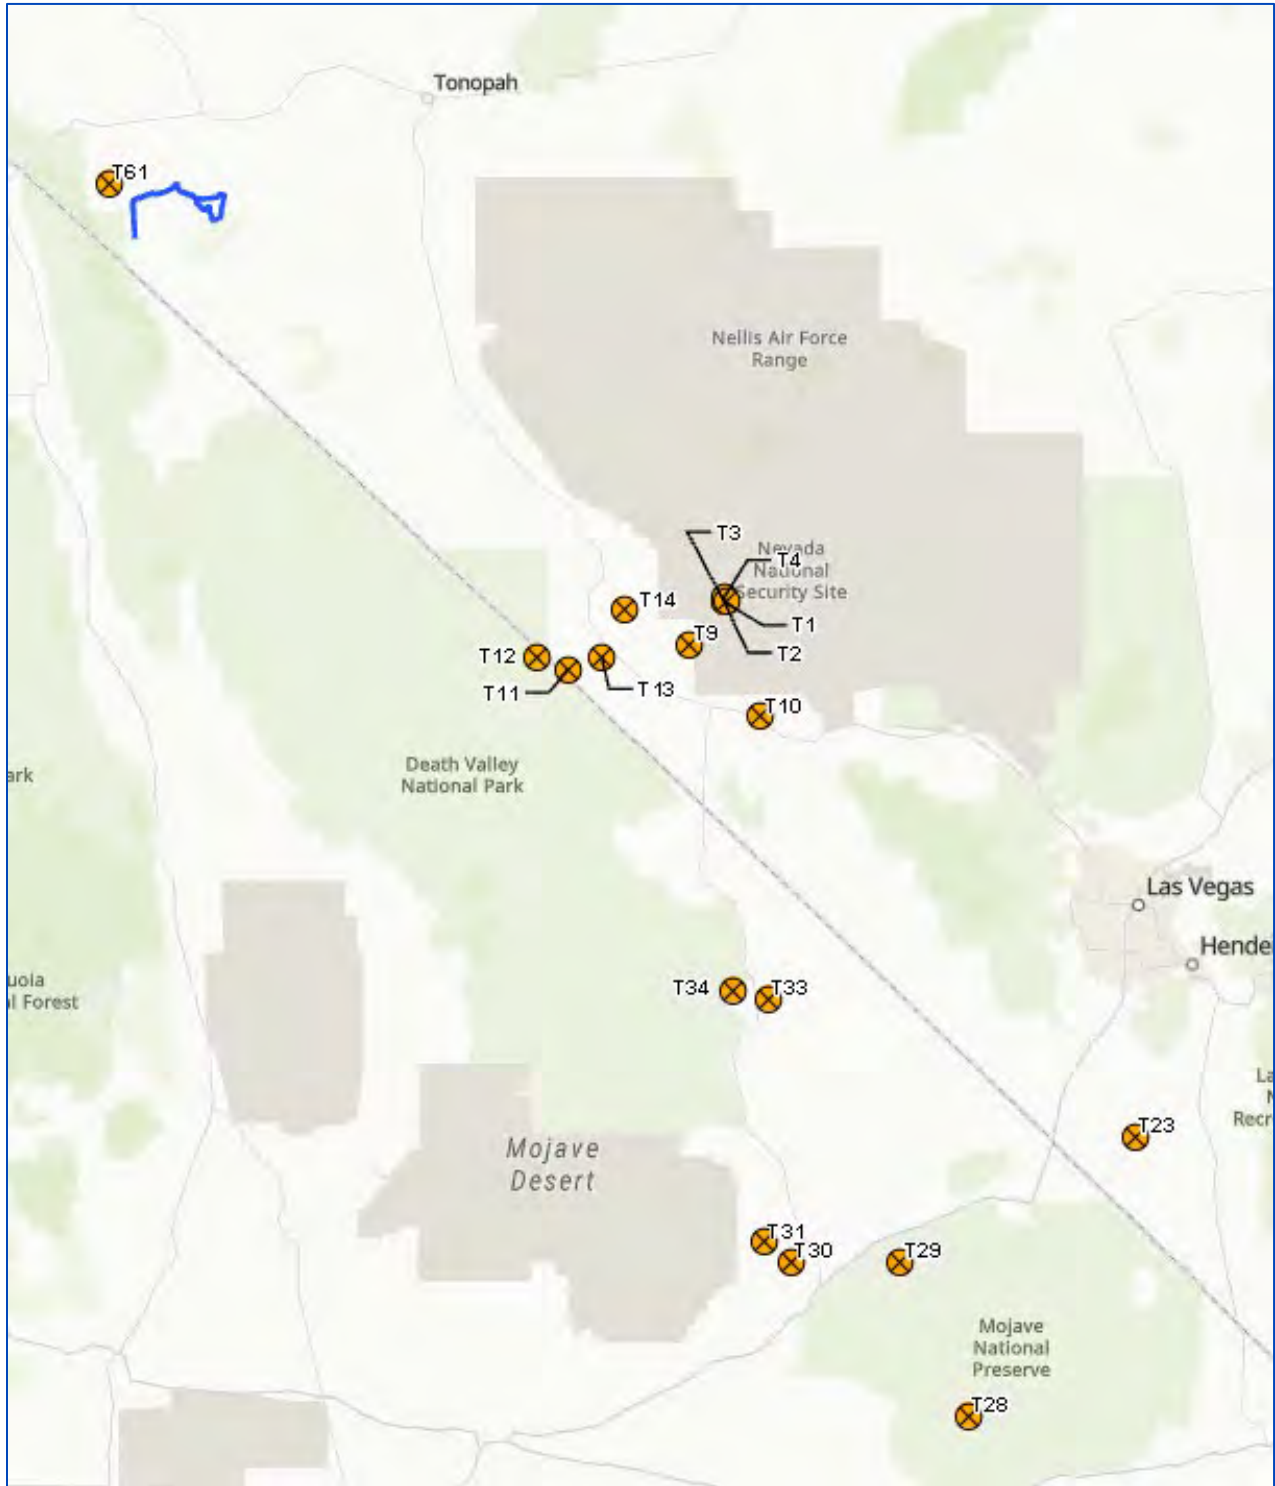 Tonopah
T61
Nellis Air Force
Range
T3
Nevada
National
Security Site
T4
T14
T1
T9
T2
T12
T11
T13
T10
Death Valley
National Park
ark
Las Vegas
Hende
uoia
l Forest
T34
T33
La
N
Recr
T23
Mojave
Desert
T31
T30
T29
Mojave
National
Preserve
T28